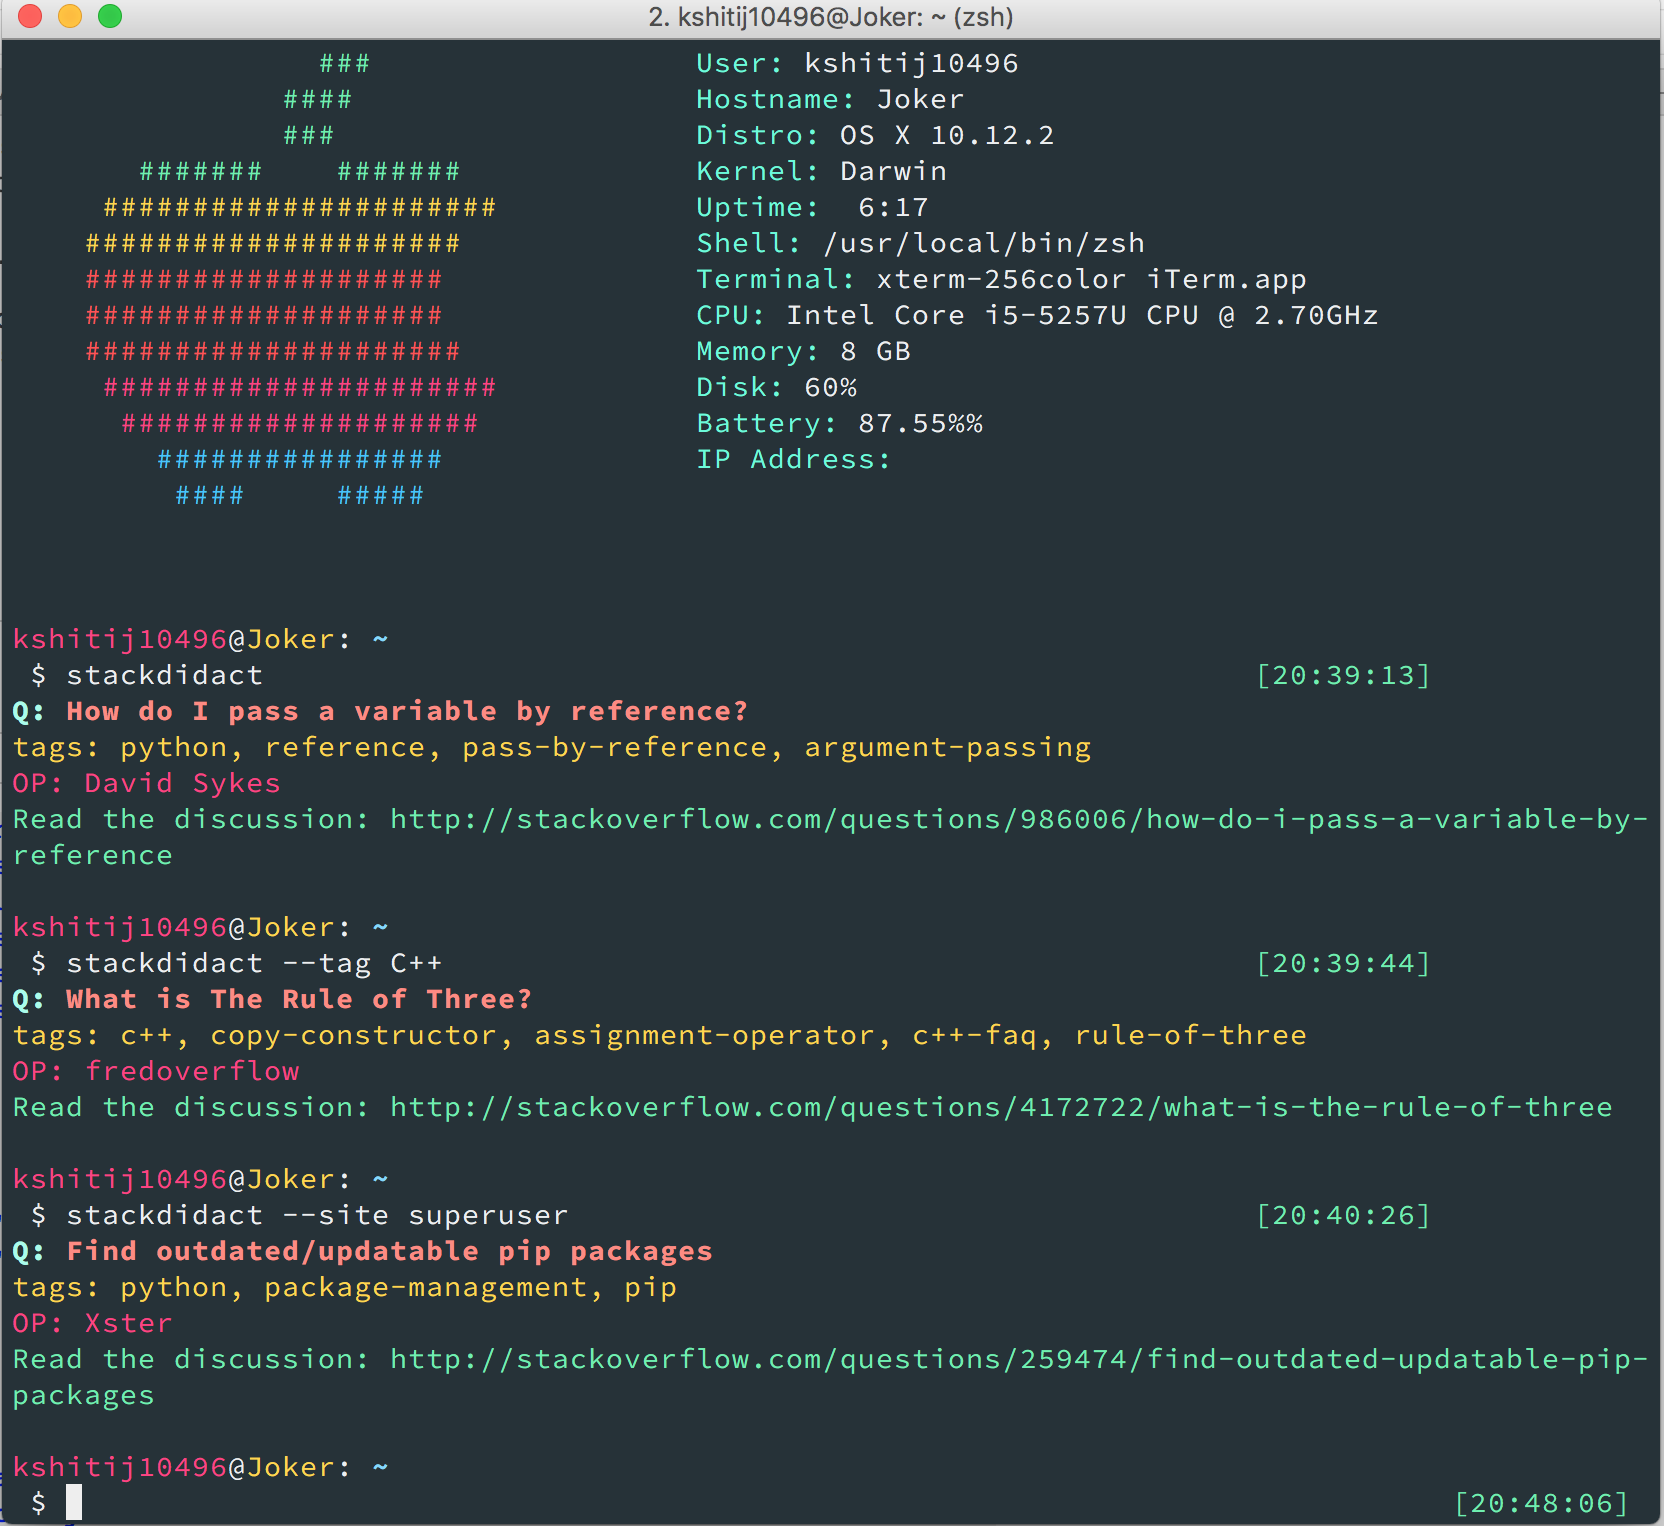 2. kshitij10496@Joker: ~ (zsh)
### User: kshitij10496
#### Hostname: Joker
### Distro: OS X 10.12.2
####### ####### Kernel: Darwin
###################### Uptime:  6:17
##################### Shell: /usr/local/bin/zsh
#################### Terminal: xterm-256color iTerm.app
#################### CPU: Intel Core i5-5257U CPU @ 2.70GHz
##################### Memory: 8 GB
###################### Disk: 60%
#################### Battery: 87.55%%
################ IP Address:
#### #####
kshitij10496@Joker: ~
$ stackdidact [20:39:13]
Q: How do I pass a variable by reference?
tags: python, reference, pass-by-reference, argument-passing
OP: David Sykes
Read the discussion: http://stackoverflow.com/questions/986006/how-do-i-pass-a-variable-by-
reference
kshitij10496@Joker: ~
$ stackdidact --tag C++ [20:39:44]
Q: What is The Rule of Three?
tags: c++, copy-constructor, assignment-operator, c++-faq, rule-of-three
OP: fredoverflow
Read the discussion: http://stackoverflow.com/questions/4172722/what-is-the-rule-of-three
kshitij10496@Joker: ~
$ stackdidact --site superuser [20:40:26]
Q: Find outdated/updatable pip packages
tags: python, package-management, pip
OP: Xster
Read the discussion: http://stackoverflow.com/questions/259474/find-outdated-updatable-pip-
packages
kshitij10496@Joker: ~
$ [20:48:06]